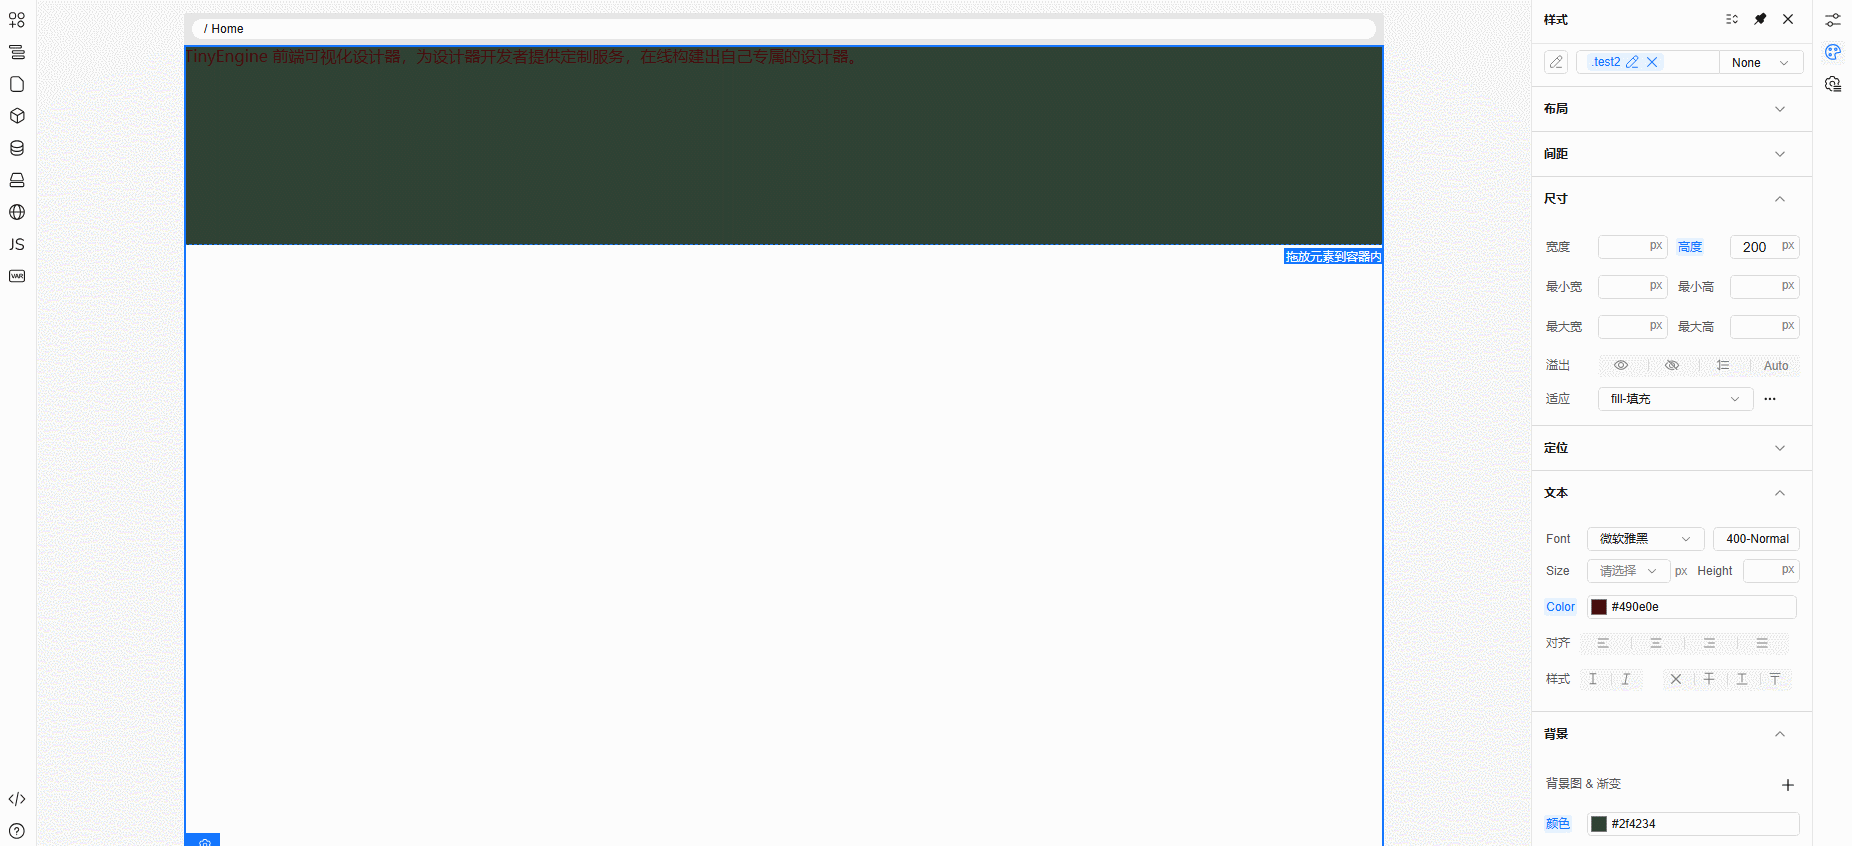 / Home
TinyEngine 前端可视化设计器，为设计器开发者提供定制服务，在线构建出自己专属的设计器。
拖放元素到容器内
JS
VAR
样式
.test2
None
布局
间距
尺寸
宽度 px 高度 200 px
最小宽 px 最小高 px
最大宽 px 最大高 px
溢出 Auto
适应 fill-填充
定位
文本
Font 微软雅黑 400-Normal
Size 请选择 px Height px
Color #490e0e
对齐
样式
背景
背景图 & 渐变
颜色 #2f4234